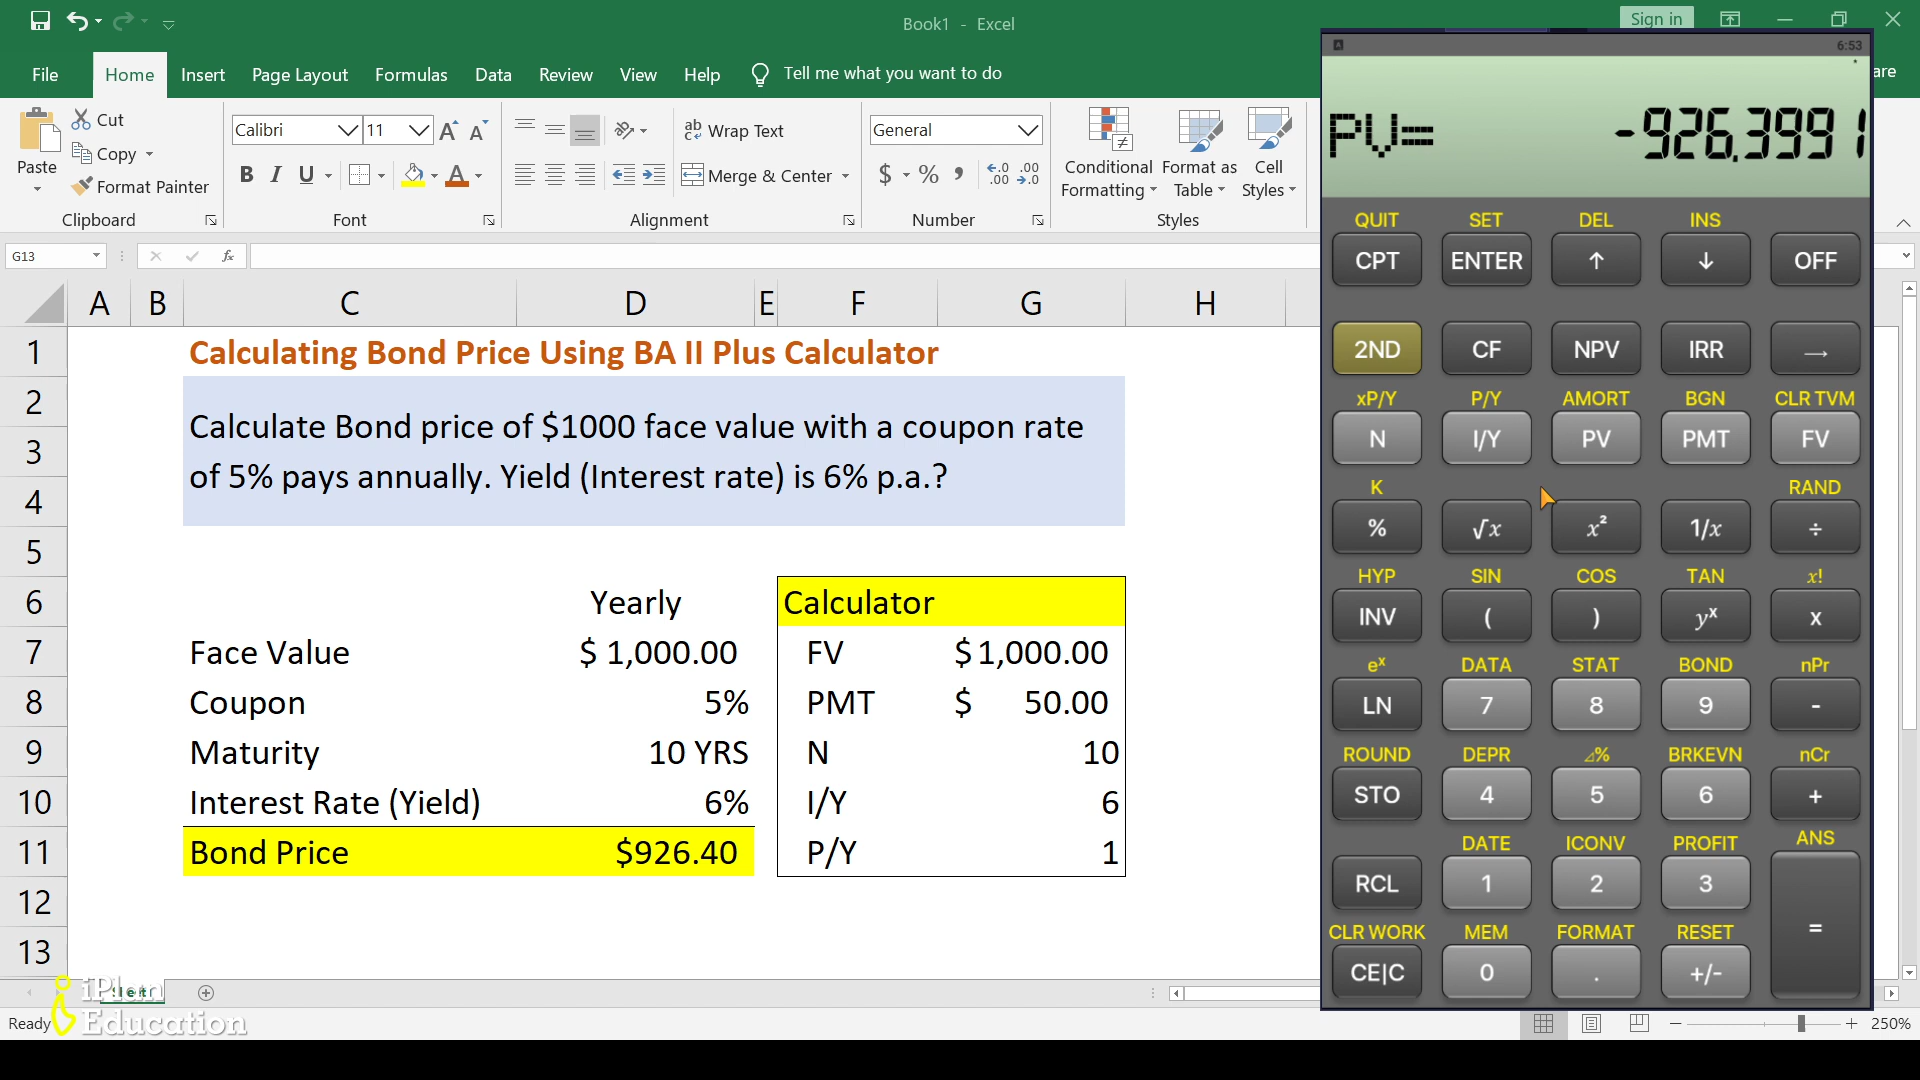 Book1 - Excel
Sign in
File Home Insert Page Layout Formulas Data Review View Help Tell me what you want to do
are
Paste
Cut
Copy
Format Painter
Clipboard
Calibri 11
B I U A
Font
Wrap Text
Merge & Center
Alignment
General
$ % , .00 .00
Number
Conditional Formatting
Format as Table
Cell Styles
Styles
G13 fx
A B C D E F G H
1 Calculating Bond Price Using BA II Plus Calculator
2
Calculate Bond price of $1000 face value with a coupon rate
3
of 5% pays annually. Yield (Interest rate) is 6% p.a.?
4
5
6 Yearly Calculator
7 Face Value $ 1,000.00 FV $ 1,000.00
8 Coupon 5% PMT $ 50.00
9 Maturity 10 YRS N 10
10 Interest Rate (Yield) 6% I/Y 6
11 Bond Price $926.40 P/Y 1
12
13
iPlan
Education
Ready
250%
6:53
PV= -926.3991
QUIT SET DEL INS
CPT ENTER ↑ ↓ OFF
2ND CF NPV IRR →
xP/Y P/Y AMORT BGN CLR TVM
N I/Y PV PMT FV
K RAND
% √x x² 1/x ÷
HYP SIN COS TAN x!
INV ( ) yˣ x
eˣ DATA STAT BOND nPr
LN 7 8 9 -
ROUND DEPR ⊿% BRKEVN nCr
STO 4 5 6 +
DATE ICONV PROFIT ANS
RCL 1 2 3 =
CLR WORK MEM FORMAT RESET
CE|C 0 . +/-